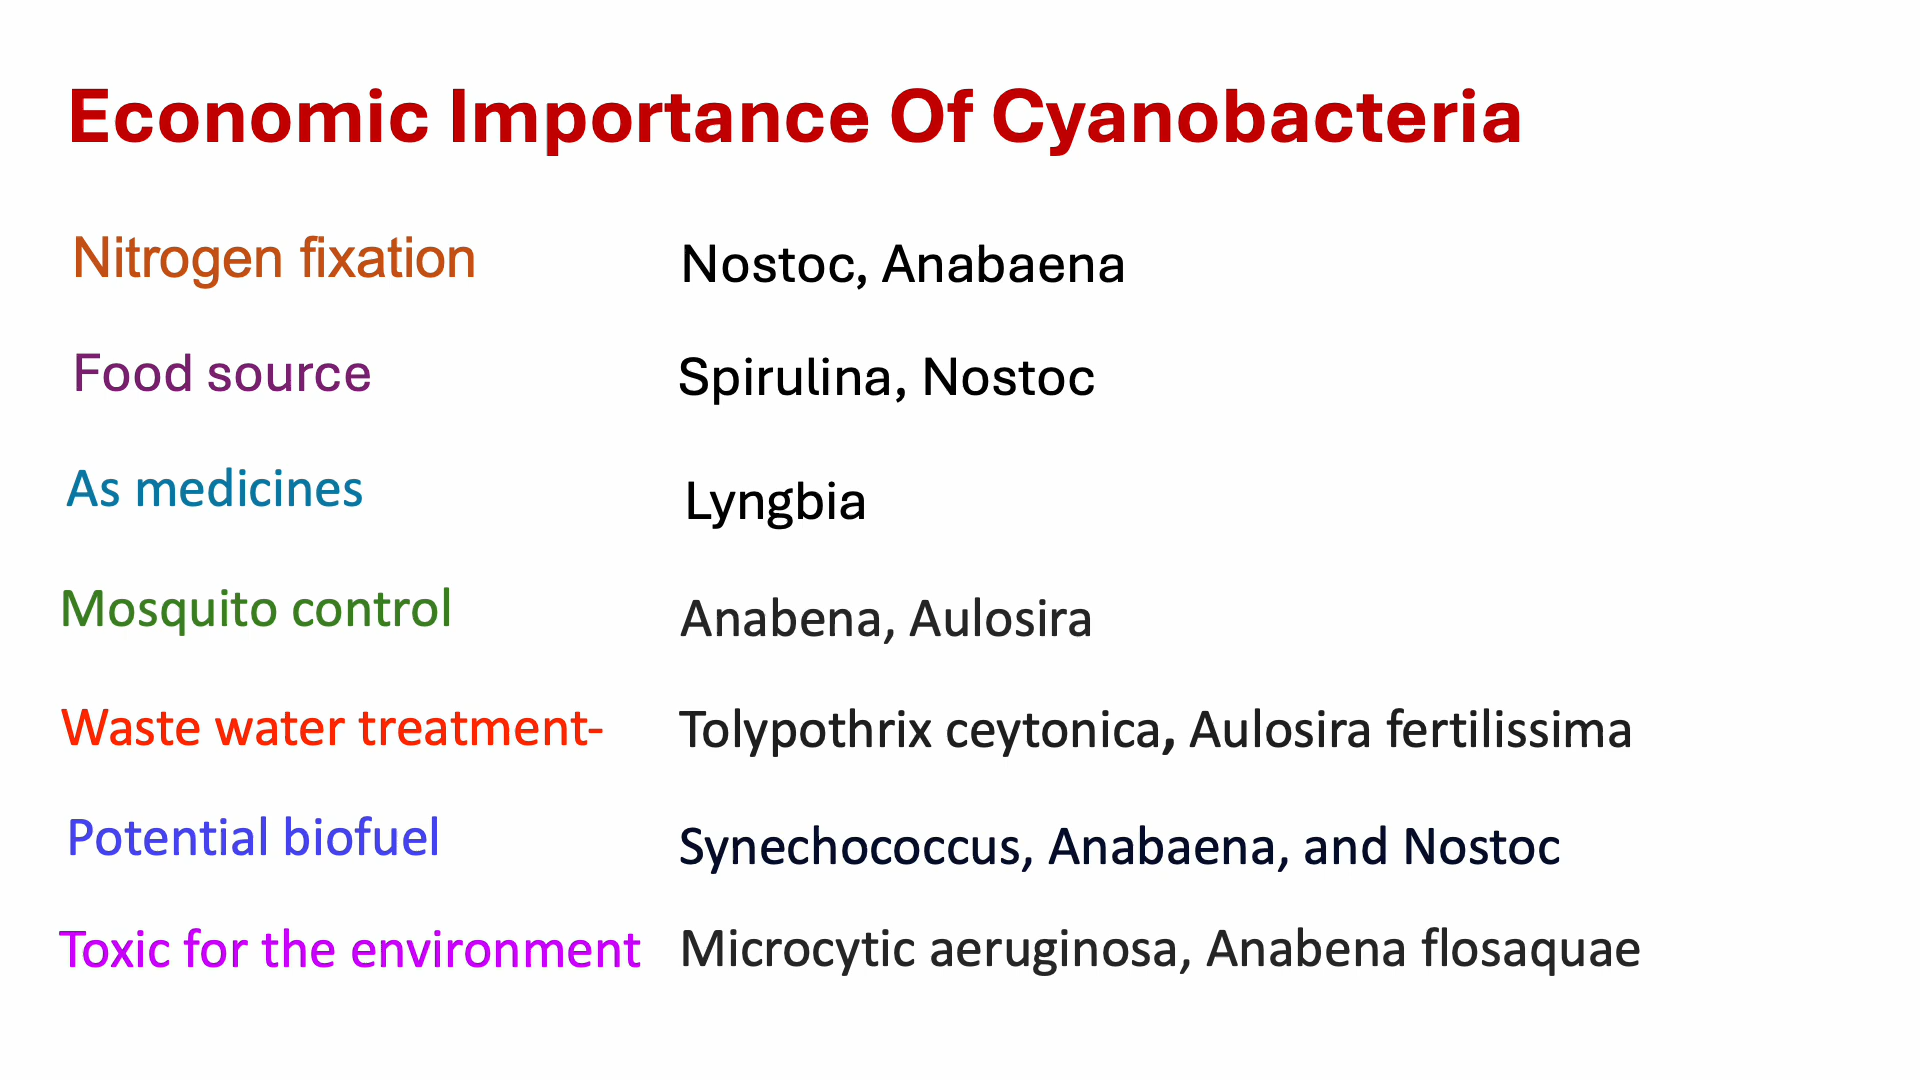 Economic Importance Of Cyanobacteria
Nitrogen fixation Nostoc, Anabaena
Food source Spirulina, Nostoc
As medicines Lyngbia
Mosquito control Anabena, Aulosira
Waste water treatment- Tolypothrix ceytonica, Aulosira fertilissima
Potential biofuel Synechococcus, Anabaena, and Nostoc
Toxic for the environment Microcytic aeruginosa, Anabena flosaquae